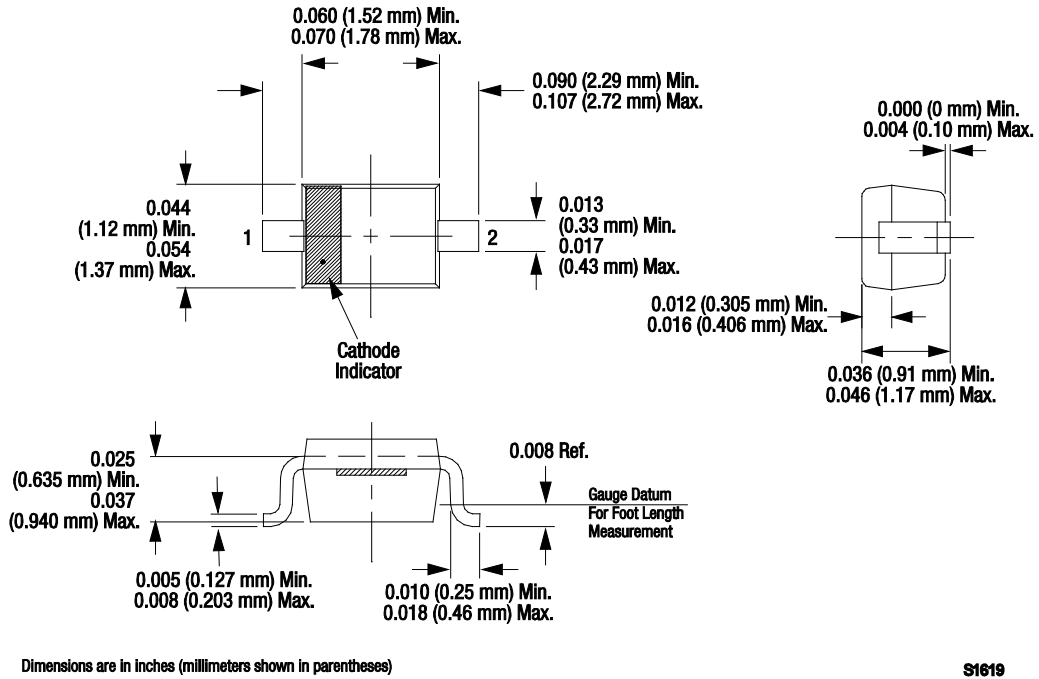 0.060 (1.52 mm) Min.
0.070 (1.78 mm) Max.
0.090 (2.29 mm) Min.
0.107 (2.72 mm) Max.
0.000 (0 mm) Min.
0.004 (0.10 mm) Max.
0.044
(1.12 mm) Min.
0.054
(1.37 mm) Max.
1
2
0.013
(0.33 mm) Min.
0.017
(0.43 mm) Max.
0.012 (0.305 mm) Min.
0.016 (0.406 mm) Max.
Cathode
Indicator
0.036 (0.91 mm) Min.
0.046 (1.17 mm) Max.
0.025
(0.635 mm) Min.
0.037
(0.940 mm) Max.
0.008 Ref.
Gauge Datum
For Foot Length
Measurement
0.005 (0.127 mm) Min.
0.008 (0.203 mm) Max.
0.010 (0.25 mm) Min.
0.018 (0.46 mm) Max.
Dimensions are in inches (millimeters shown in parentheses)
S1619